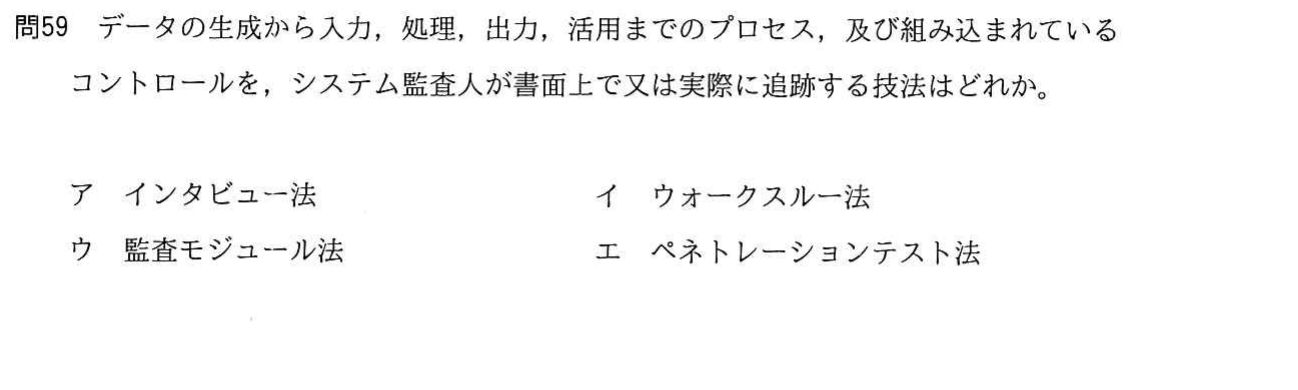 問59 データの生成から入力，処理，出力，活用までのプロセス，及び組み込まれている
コントロールを，システム監査人が書面上で又は実際に追跡する技法はどれか。
ア インタビュー法 イ ウォークスルー法
ウ 監査モジュール法 エ ペネトレーションテスト法